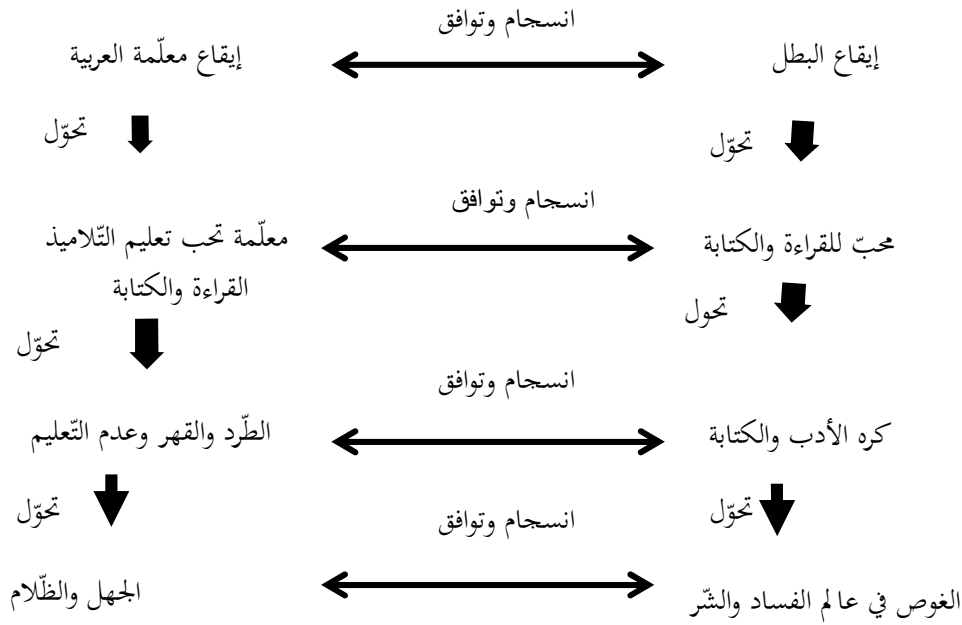 انسجام وتوافق
إيقاع البطل
إيقاع معلّمة العربية
تحوّل
تحوّل
انسجام وتوافق
محبّ للقراءة والكتابة
معلّمة تحب تعليم التّلاميذ
القراءة والكتابة
تحول
تحوّل
انسجام وتوافق
كره الأدب والكتابة
الطّرد والقهر وعدم التّعليم
تحوّل
تحوّل
انسجام وتوافق
الغوص في عالم الفساد والشّر
الجهل والظّلام